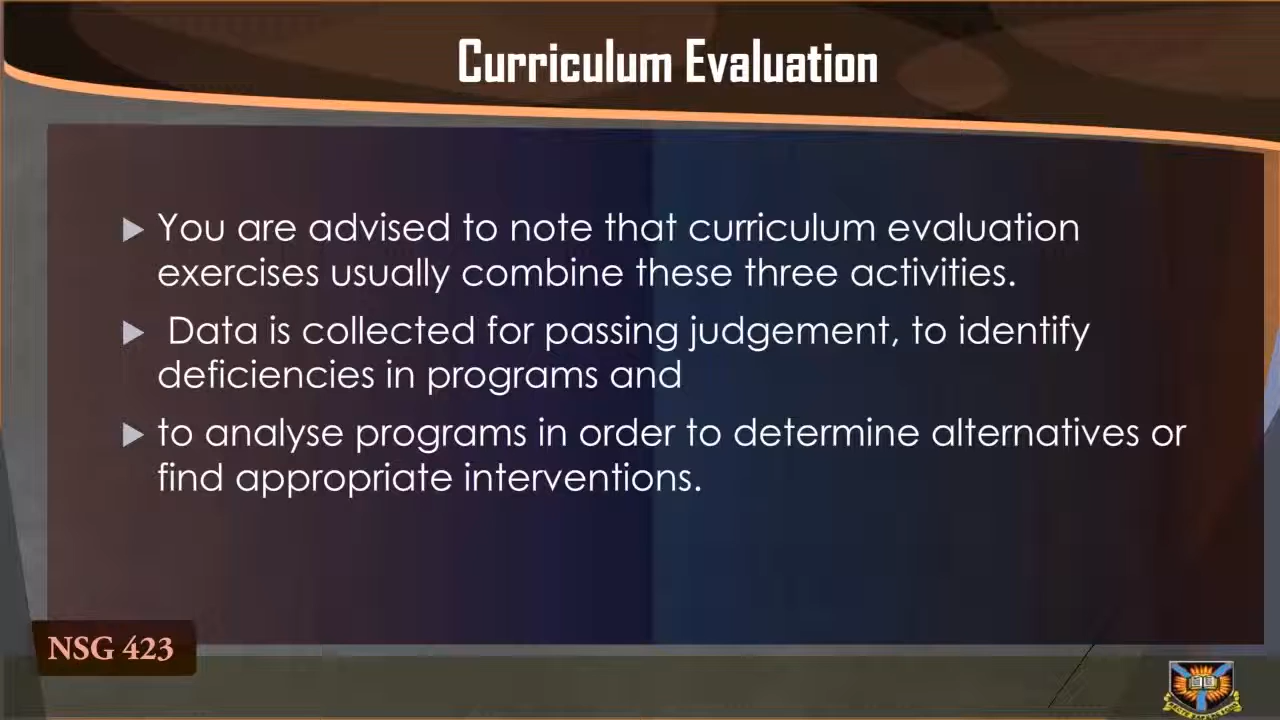 Curriculum Evaluation
You are advised to note that curriculum evaluation
exercises usually combine these three activities.
Data is collected for passing judgement, to identify
deficiencies in programs and
to analyse programs in order to determine alternatives or
find appropriate interventions.
NSG 423